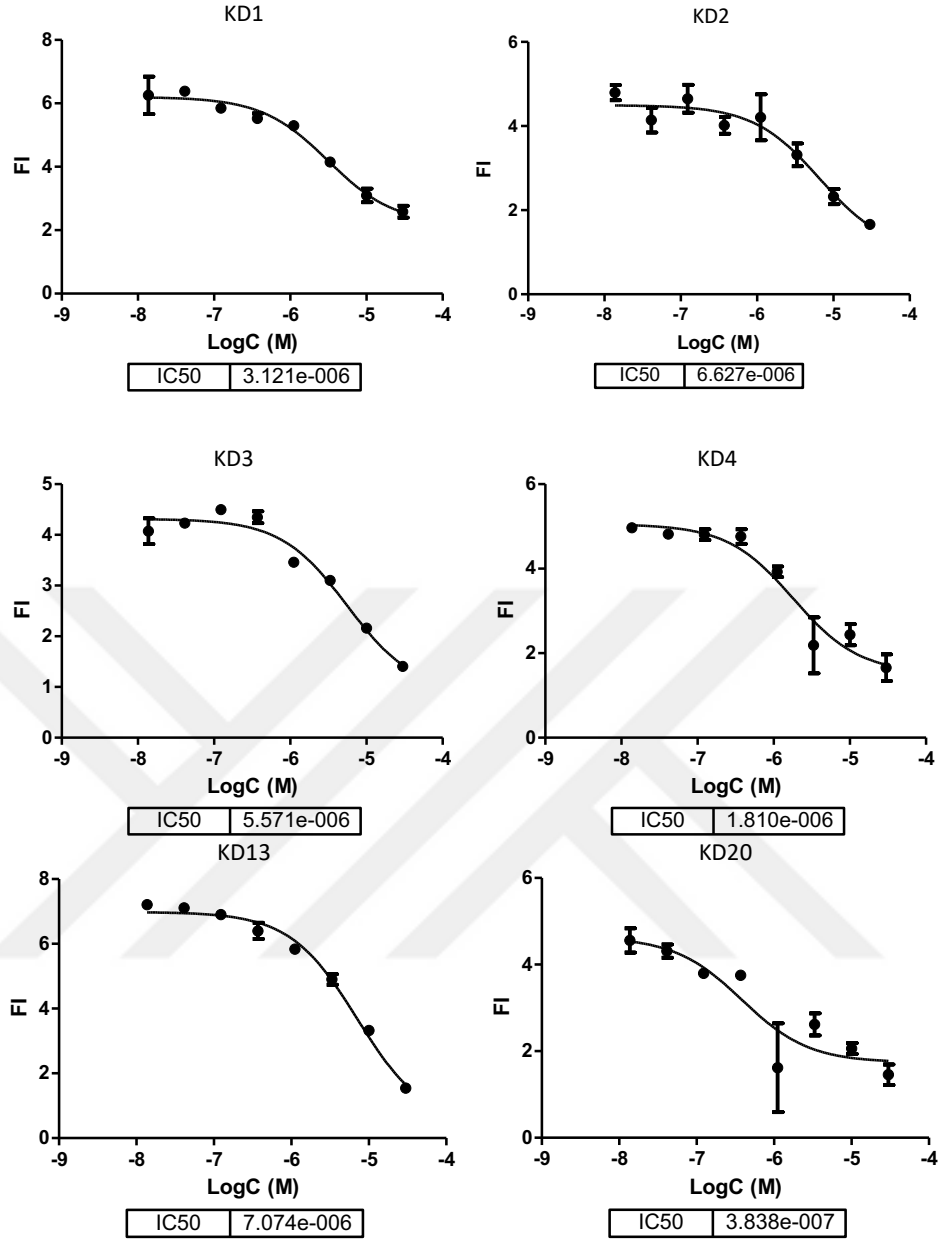 KD1
8
6
4
2
0
FI
-9 -8 -7 -6 -5 -4
LogC (M)
IC50 3.121e-006
KD2
6
4
2
0
FI
-9 -8 -7 -6 -5 -4
LogC (M)
IC50 6.627e-006
KD3
5
4
3
2
1
0
FI
-9 -8 -7 -6 -5 -4
LogC (M)
IC50 5.571e-006
KD4
6
4
2
0
FI
-9 -8 -7 -6 -5 -4
LogC (M)
IC50 1.810e-006
KD13
8
6
4
2
0
FI
-9 -8 -7 -6 -5 -4
LogC (M)
IC50 7.074e-006
KD20
6
4
2
0
FI
-9 -8 -7 -6 -5 -4
LogC (M)
IC50 3.838e-007